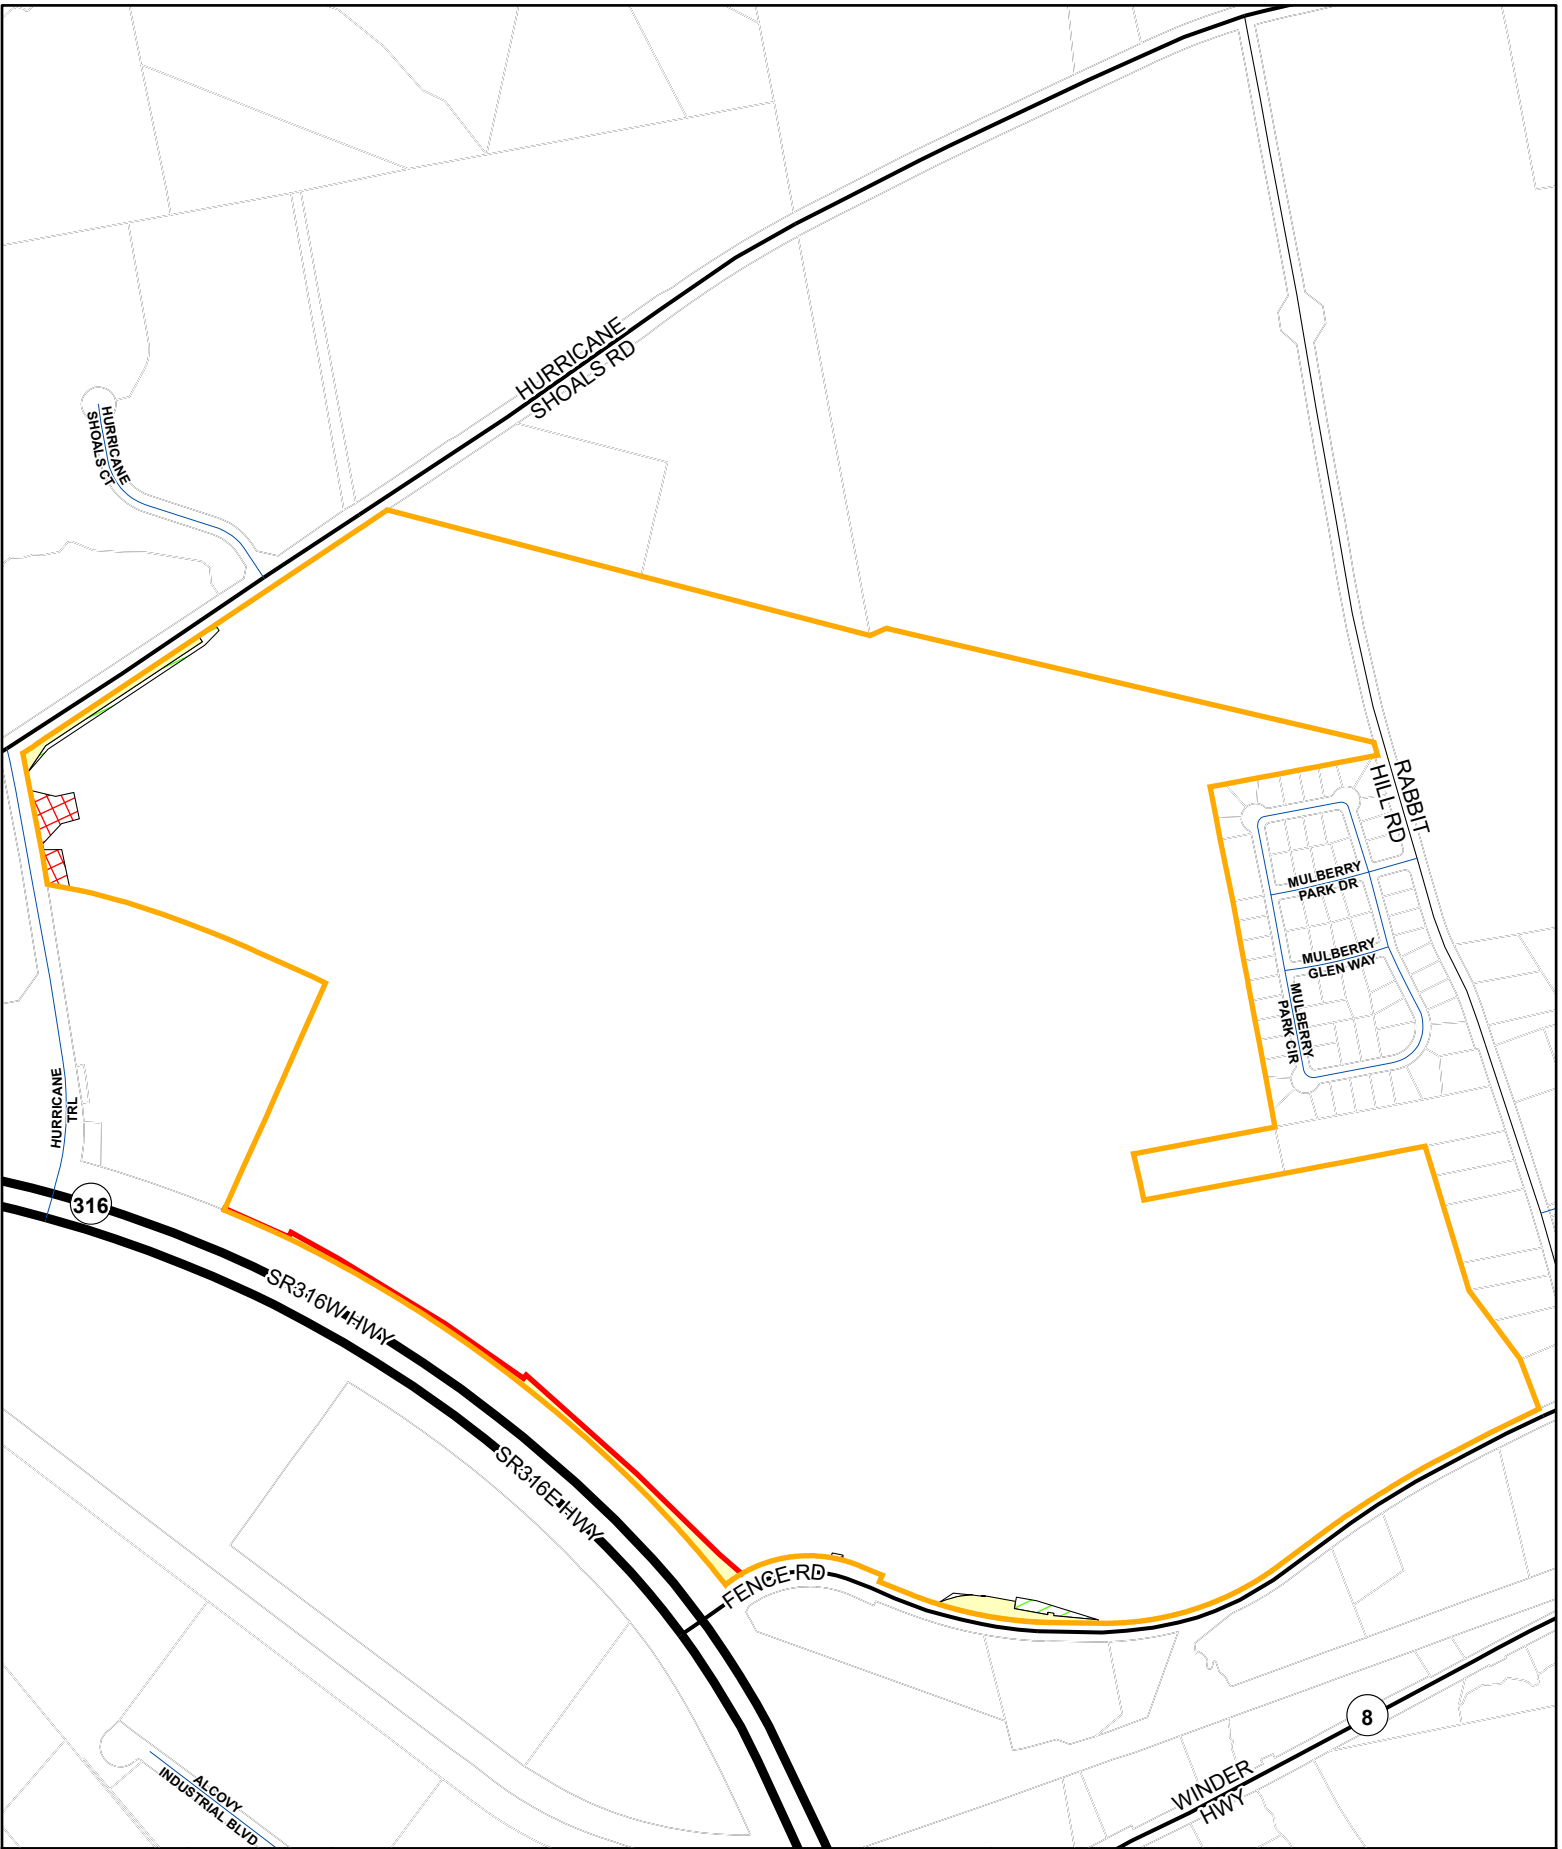 HURRICANE
SHOALS RD
HURRICANE
SHOALS CT
RABBIT
HILL RD
MULBERRY
PARK DR
MULBERRY
GLEN WAY
MULBERRY
PARK CIR
HURRICANE
TRL
316
SR316W HWY
SR316E HWY
FENCE RD
8
WINDER
HWY
ALCOVY
INDUSTRIAL BLVD